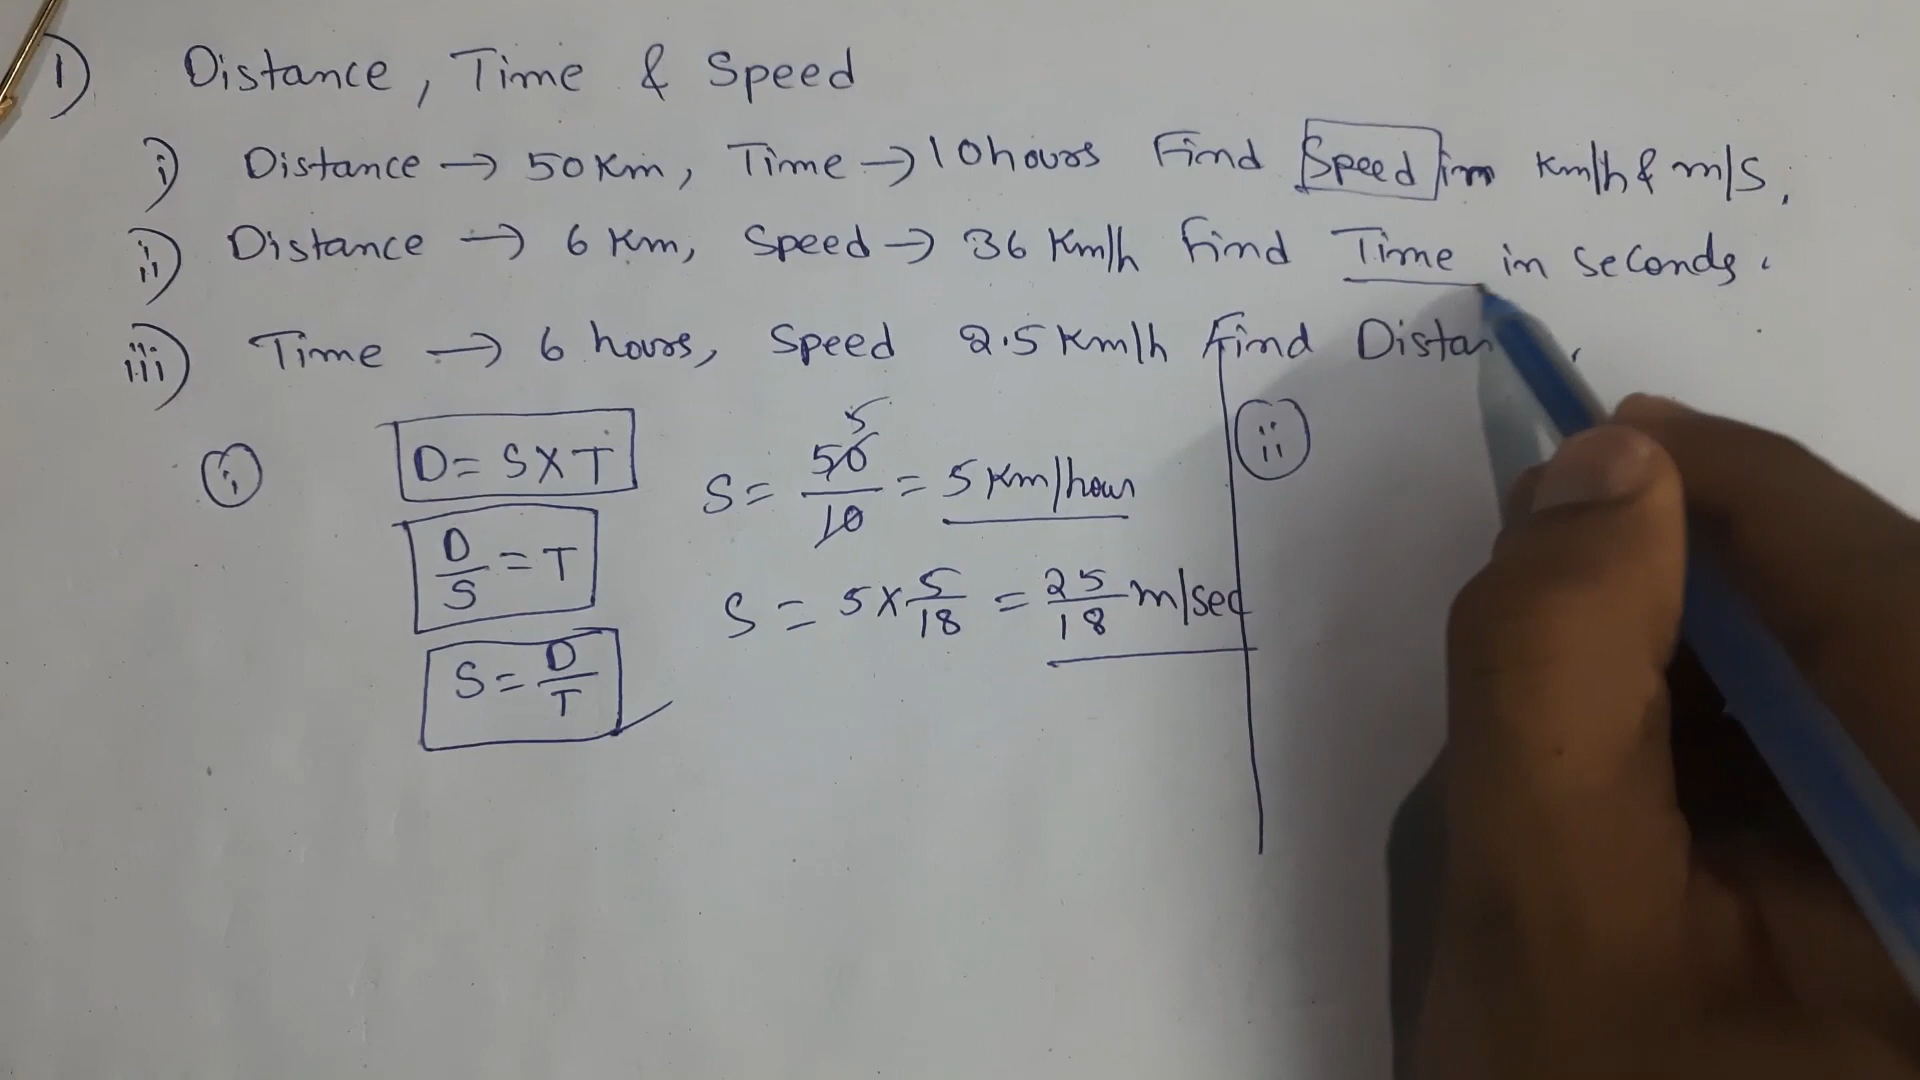 1) Distance, Time & Speed
i) Distance → 50 Km, Time → 10 hours Find Speed in Km/h & m/s.
ii) Distance → 6 Km, Speed → 36 Km/h Find Time in seconds.
iii) Time → 6 hours, Speed 2.5 Km/h Find Distan
i
D = S X T
D/S = T
S = D/T
S = 50/10 = 5 Km/hour
5
S = 5 x 5/18 = 25/18 m/sec
ii